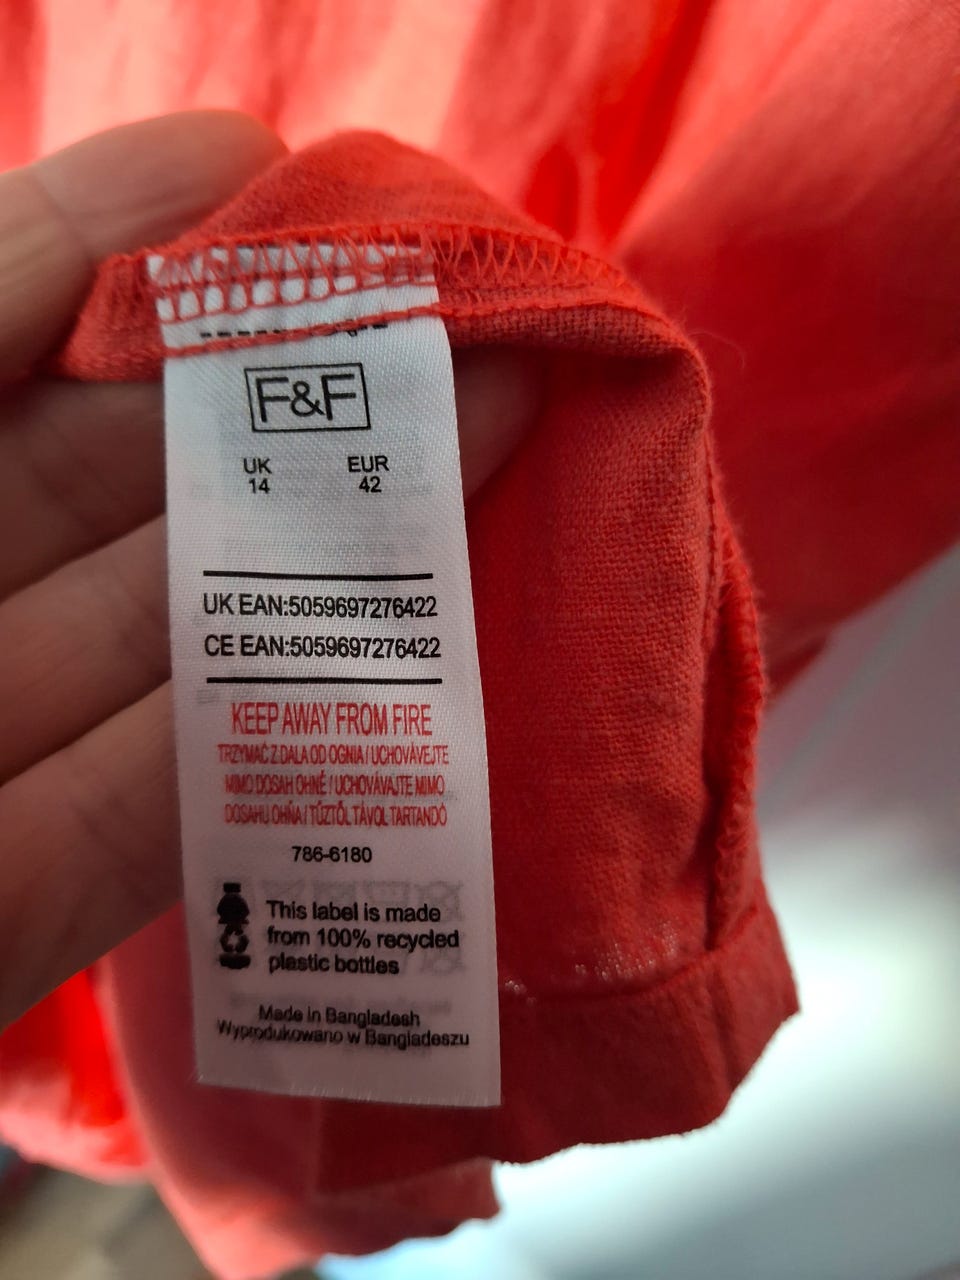 F&F
UK EUR
14 42
UK EAN:5059697276422
CE EAN:5059697276422
KEEP AWAY FROM FIRE
TRZYMAĆ Z DALA OD OGNIA / UCHOVÁVEJTE
MIMO DOSAH OHNĚ / UCHOVÁVAJTE MIMO
DOSAHU OHŇA / TŰZTŐL TÁVOL TARTANDÓ
786-6180
This label is made
from 100% recycled
plastic bottles
Made in Bangladesh
Wyprodukowano w Bangladeszu